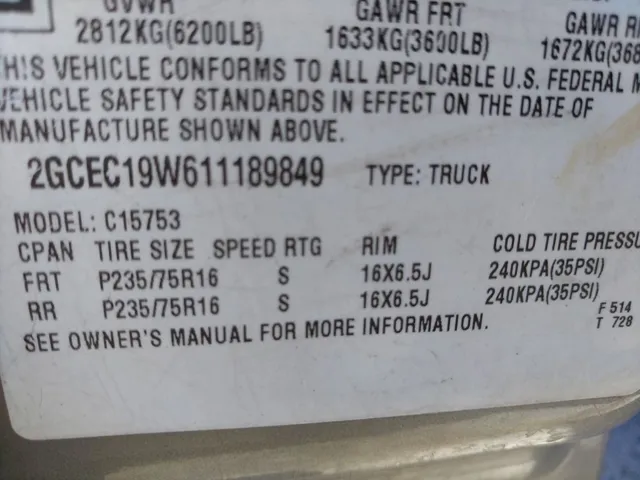 GVWR GAWR FRT GAWR
2812KG(6200LB) 1633KG(3600LB) 1672KG(368
THIS VEHICLE CONFORMS TO ALL APPLICABLE U.S. FEDERAL M
VEHICLE SAFETY STANDARDS IN EFFECT ON THE DATE OF
MANUFACTURE SHOWN ABOVE.
2GCEC19W611189849 TYPE: TRUCK
MODEL: C15753
CPAN TIRE SIZE SPEED RTG RIM COLD TIRE PRESSU
FRT P235/75R16 S 16X6.5J 240KPA(35PSI)
RR P235/75R16 S 16X6.5J 240KPA(35PSI)
SEE OWNER'S MANUAL FOR MORE INFORMATION.
F 514
T 728